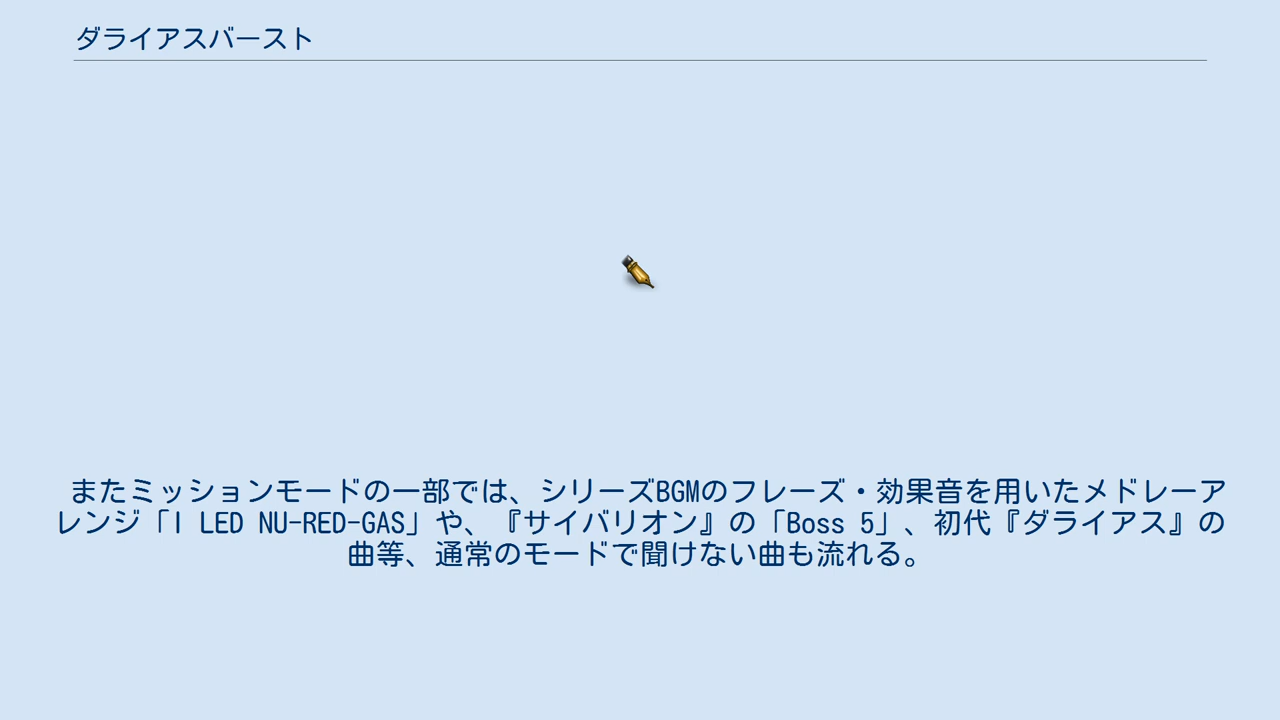 ダライアスバースト
またミッションモードの一部では、シリーズBGMのフレーズ・効果音を用いたメドレーア
レンジ「I LED NU-RED-GAS」や、『サイバリオン』の「Boss 5」、初代『ダライアス』の
曲等、通常のモードで聞けない曲も流れる。